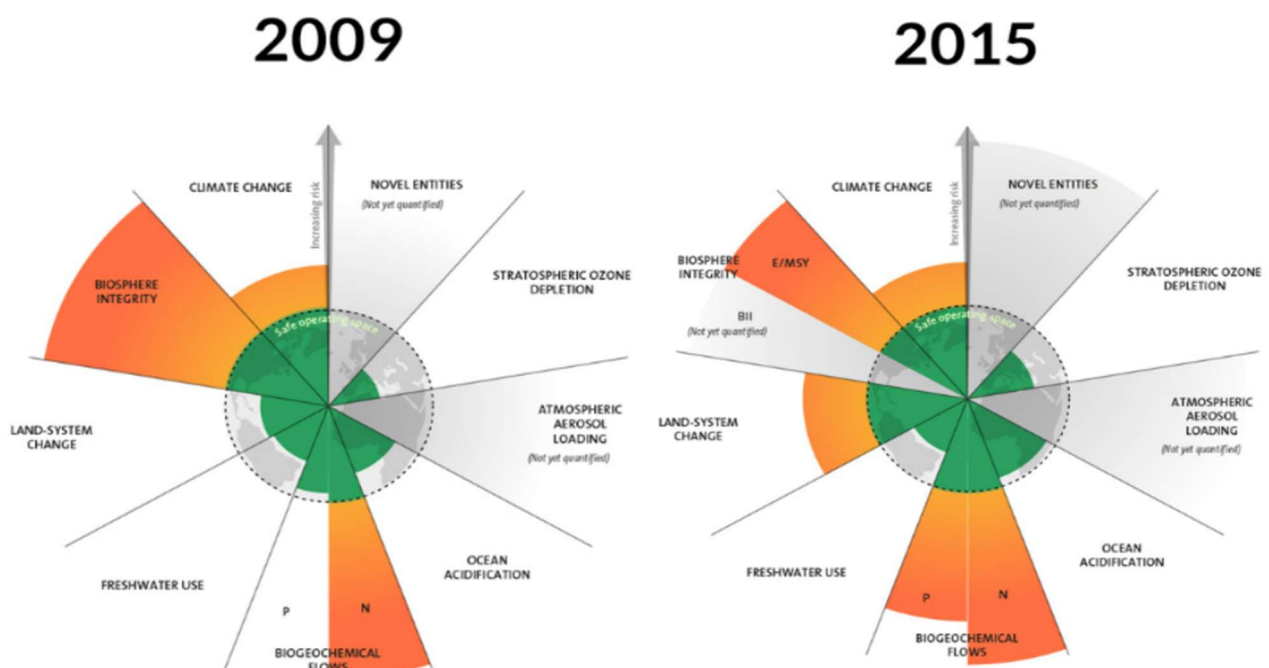 2009
CLIMATE CHANGE
Increasing risk
NOVEL ENTITIES
(Not yet quantified)
STRATOSPHERIC OZONE
DEPLETION
BIOSPHERE
INTEGRITY
Safe operating space
ATMOSPHERIC
AEROSOL
LOADING
(Not yet quantified)
LAND-SYSTEM
CHANGE
FRESHWATER USE
OCEAN
ACIDIFICATION
P
N
BIOGEOCHEMICAL
FLOWS
2015
CLIMATE CHANGE
Increasing risk
NOVEL ENTITIES
(Not yet quantified)
STRATOSPHERIC OZONE
DEPLETION
BIOSPHERE
INTEGRITY
E/MSY
BII
(Not yet quantified)
Safe operating space
ATMOSPHERIC
AEROSOL
LOADING
(Not yet quantified)
LAND-SYSTEM
CHANGE
FRESHWATER USE
OCEAN
ACIDIFICATION
P
N
BIOGEOCHEMICAL
FLOWS